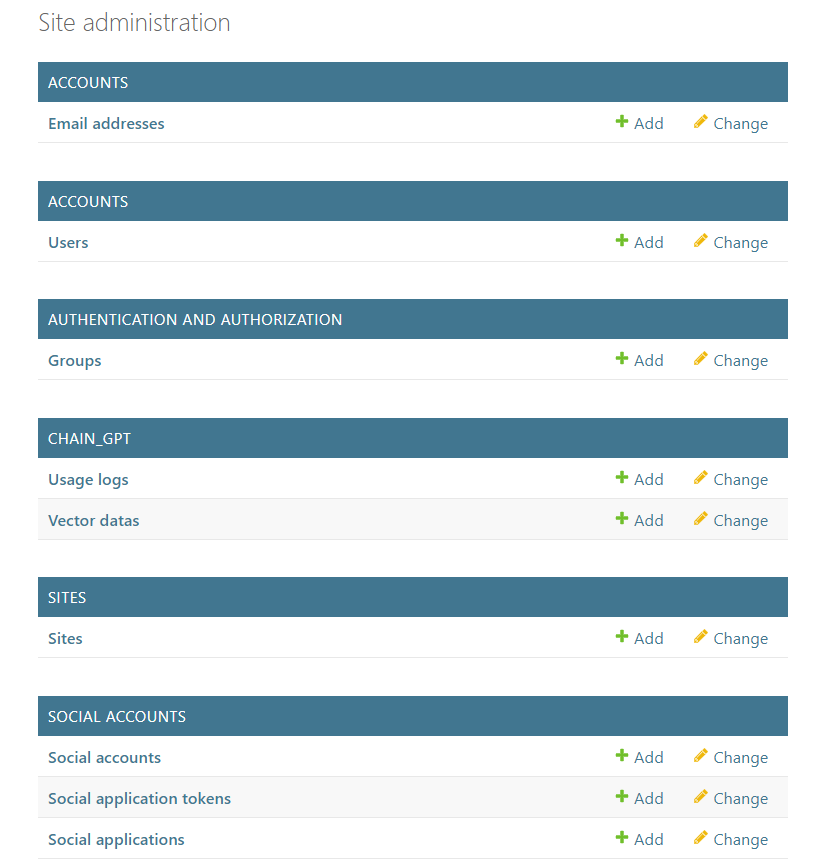 Site administration
ACCOUNTS
Email addresses Add Change
ACCOUNTS
Users Add Change
AUTHENTICATION AND AUTHORIZATION
Groups Add Change
CHAIN_GPT
Usage logs Add Change
Vector datas Add Change
SITES
Sites Add Change
SOCIAL ACCOUNTS
Social accounts Add Change
Social application tokens Add Change
Social applications Add Change